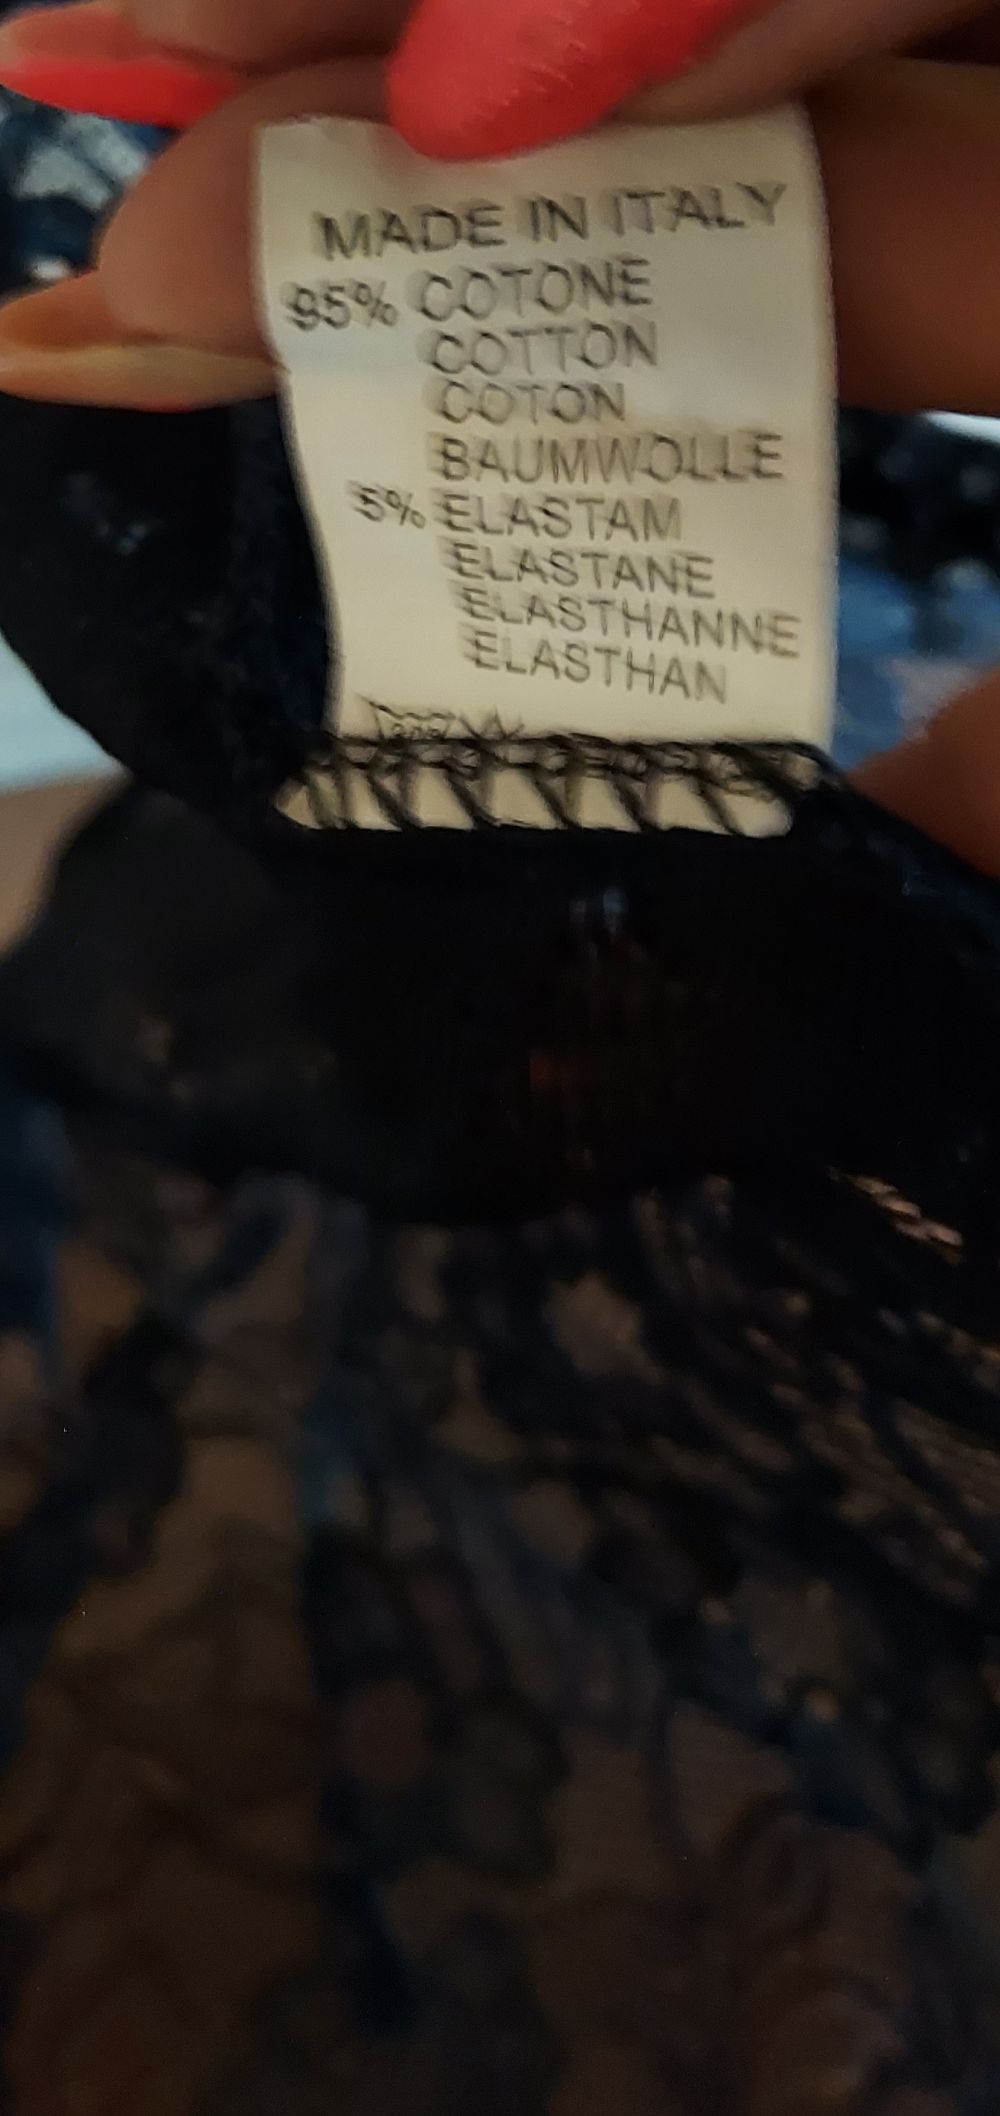 MADE IN ITALY
95% COTONE
COTTON
COTON
BAUMWOLLE
5% ELASTAM
ELASTANE
ELASTHANNE
ELASTHAN